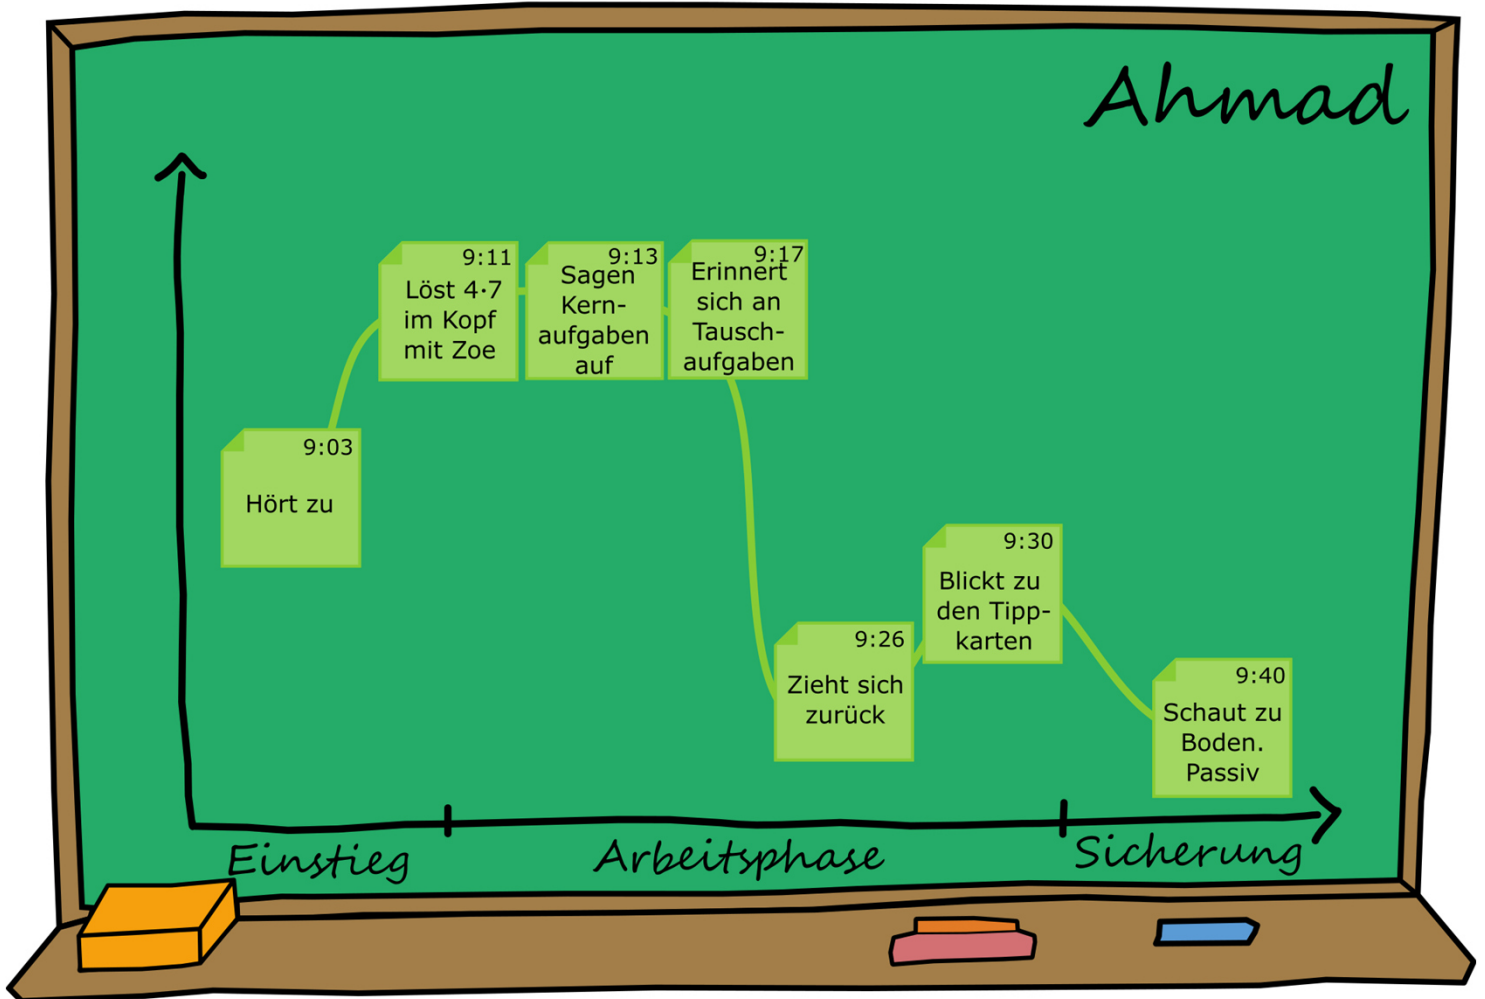 Ahmad
9:03
Hört zu
9:11
Löst 4·7
im Kopf
mit Zoe
9:13
Sagen
Kern-
aufgaben
auf
9:17
Erinnert
sich an
Tausch-
aufgaben
9:26
Zieht sich
zurück
9:30
Blickt zu
den Tipp-
karten
9:40
Schaut zu
Boden.
Passiv
Einstieg
Arbeitsphase
Sicherung